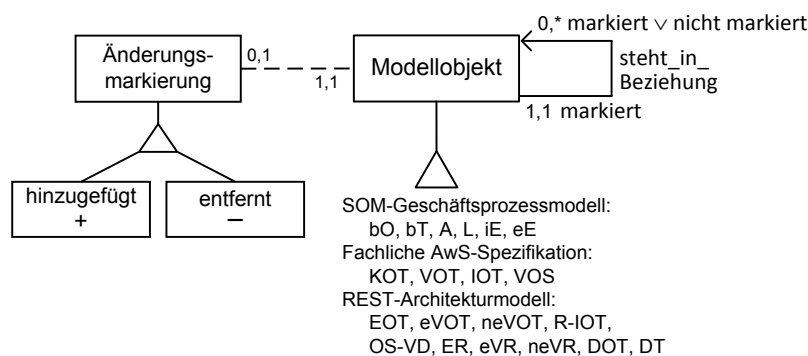 Änderungs-
markierung
0,1
1,1
Modellobjekt
0,* markiert ∨ nicht markiert
steht_in_
Beziehung
1,1 markiert
hinzugefügt
+
entfernt
–
SOM-Geschäftsprozessmodell:
bO, bT, A, L, iE, eE
Fachliche AwS-Spezifikation:
KOT, VOT, IOT, VOS
REST-Architekturmodell:
EOT, eVOT, neVOT, R-IOT,
OS-VD, ER, eVR, neVR, DOT, DT